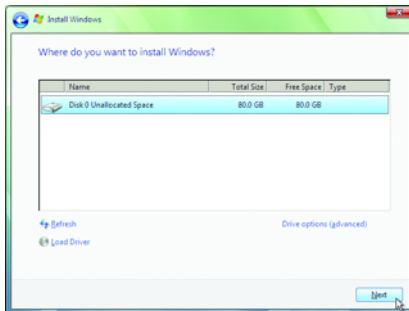 Install Windows
Where do you want to install Windows?
Name Total Size Free Space Type
Disk 0 Unallocated Space 80.0 GB 80.0 GB
Refresh Drive options (advanced)
Load Driver
Next